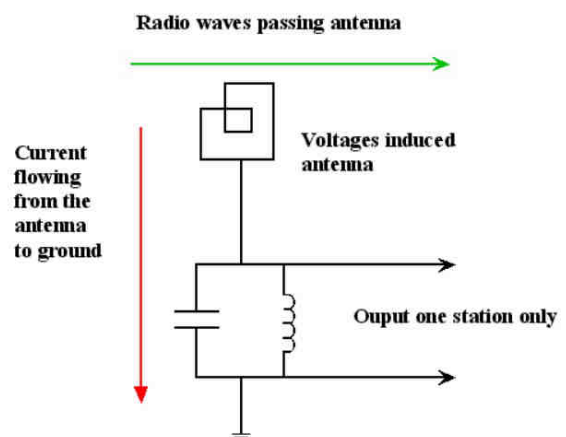 Radio waves passing antenna
Voltages induced
antenna
Current
flowing
from the
antenna
to ground
Ouput one station only